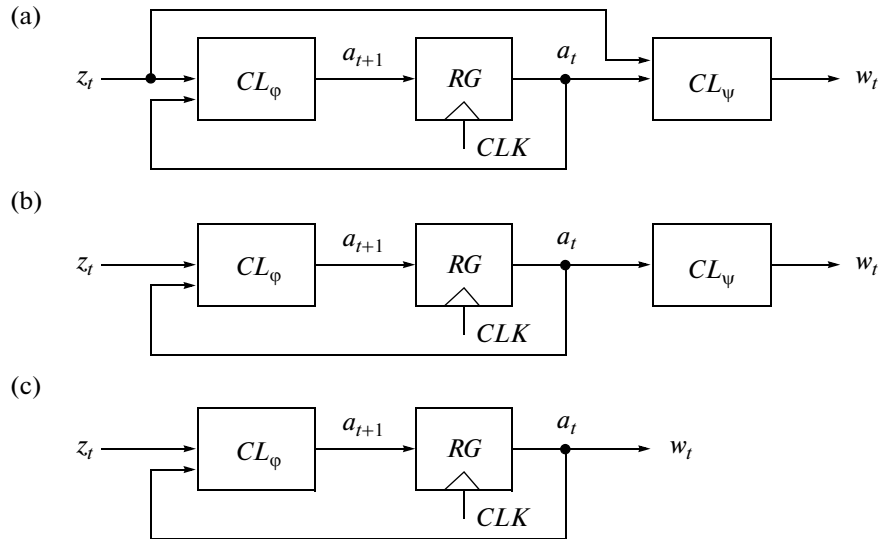 (a)
z_t CL_φ a_{t+1} RG a_t CL_ψ w_t
CLK
(b)
z_t CL_φ a_{t+1} RG a_t CL_ψ w_t
CLK
(c)
z_t CL_φ a_{t+1} RG a_t w_t
CLK